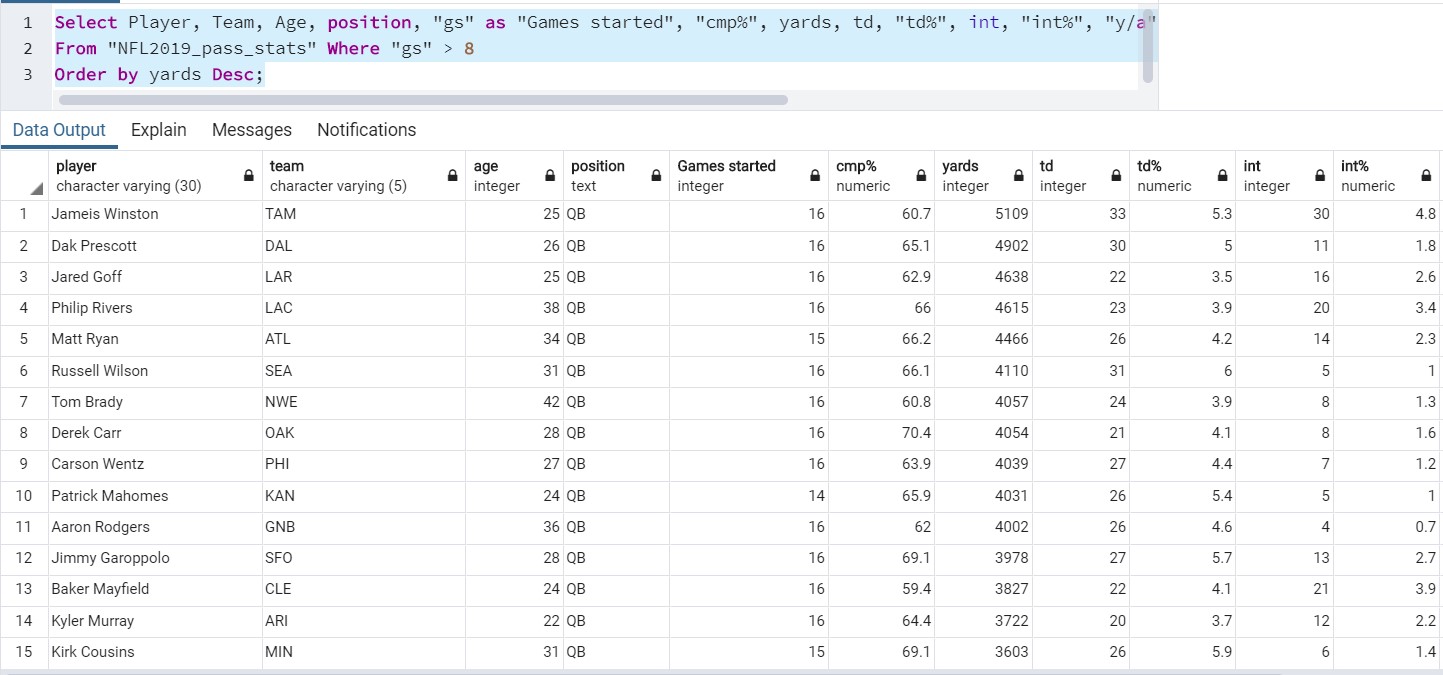 1 Select Player, Team, Age, position, "gs" as "Games started", "cmp%", yards, td, "td%", int, "int%", "y/a"
2 From "NFL2019_pass_stats" Where "gs" > 8
3 Order by yards Desc;
Data Output Explain Messages Notifications
player team age position Games started cmp% yards td td% int int%
character varying (30) character varying (5) integer text integer numeric integer integer numeric integer numeric
1 Jameis Winston TAM 25 QB 16 60.7 5109 33 5.3 30 4.8
2 Dak Prescott DAL 26 QB 16 65.1 4902 30 5 11 1.8
3 Jared Goff LAR 25 QB 16 62.9 4638 22 3.5 16 2.6
4 Philip Rivers LAC 38 QB 16 66 4615 23 3.9 20 3.4
5 Matt Ryan ATL 34 QB 15 66.2 4466 26 4.2 14 2.3
6 Russell Wilson SEA 31 QB 16 66.1 4110 31 6 5 1
7 Tom Brady NWE 42 QB 16 60.8 4057 24 3.9 8 1.3
8 Derek Carr OAK 28 QB 16 70.4 4054 21 4.1 8 1.6
9 Carson Wentz PHI 27 QB 16 63.9 4039 27 4.4 7 1.2
10 Patrick Mahomes KAN 24 QB 14 65.9 4031 26 5.4 5 1
11 Aaron Rodgers GNB 36 QB 16 62 4002 26 4.6 4 0.7
12 Jimmy Garoppolo SFO 28 QB 16 69.1 3978 27 5.7 13 2.7
13 Baker Mayfield CLE 24 QB 16 59.4 3827 22 4.1 21 3.9
14 Kyler Murray ARI 22 QB 16 64.4 3722 20 3.7 12 2.2
15 Kirk Cousins MIN 31 QB 15 69.1 3603 26 5.9 6 1.4